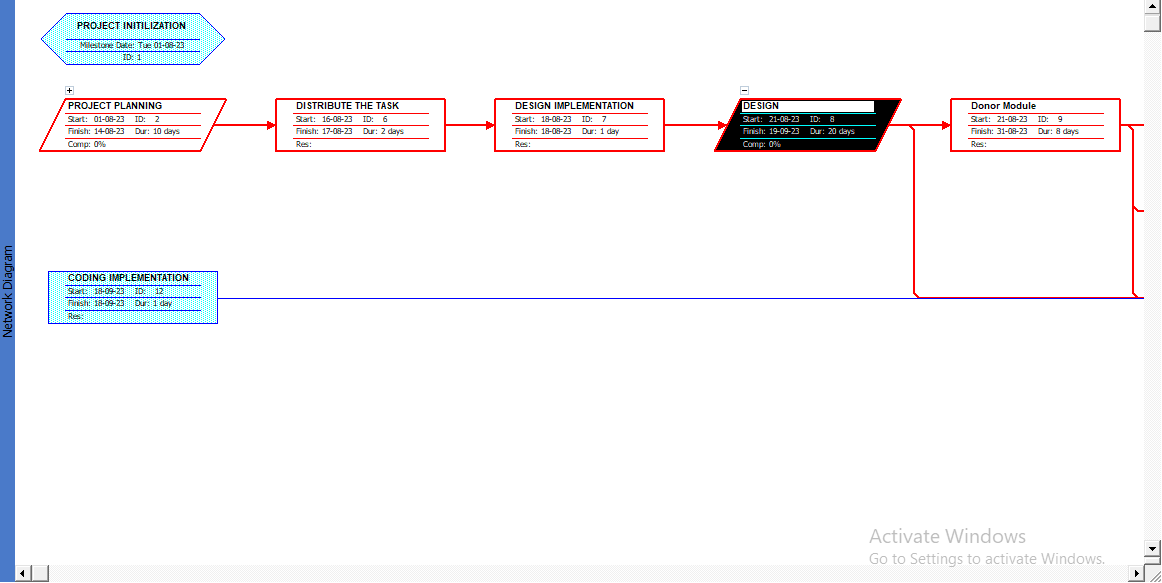 PROJECT INITILIZATION
Milestone Date: Tue 01-08-23
ID: 1
PROJECT PLANNING
Start: 01-08-23 ID: 2
Finish: 14-08-23 Dur: 10 days
Comp: 0%
DISTRIBUTE THE TASK
Start: 16-08-23 ID: 6
Finish: 17-08-23 Dur: 2 days
Res:
DESIGN IMPLEMENTATION
Start: 18-08-23 ID: 7
Finish: 18-08-23 Dur: 1 day
Res:
DESIGN
Start: 21-08-23 ID: 8
Finish: 19-09-23 Dur: 20 days
Comp: 0%
Donor Module
Start: 21-08-23 ID: 9
Finish: 31-08-23 Dur: 8 days
Res:
CODING IMPLEMENTATION
Start: 18-09-23 ID: 12
Finish: 18-09-23 Dur: 1 day
Res:
Network Diagram
Activate Windows
Go to Settings to activate Windows.